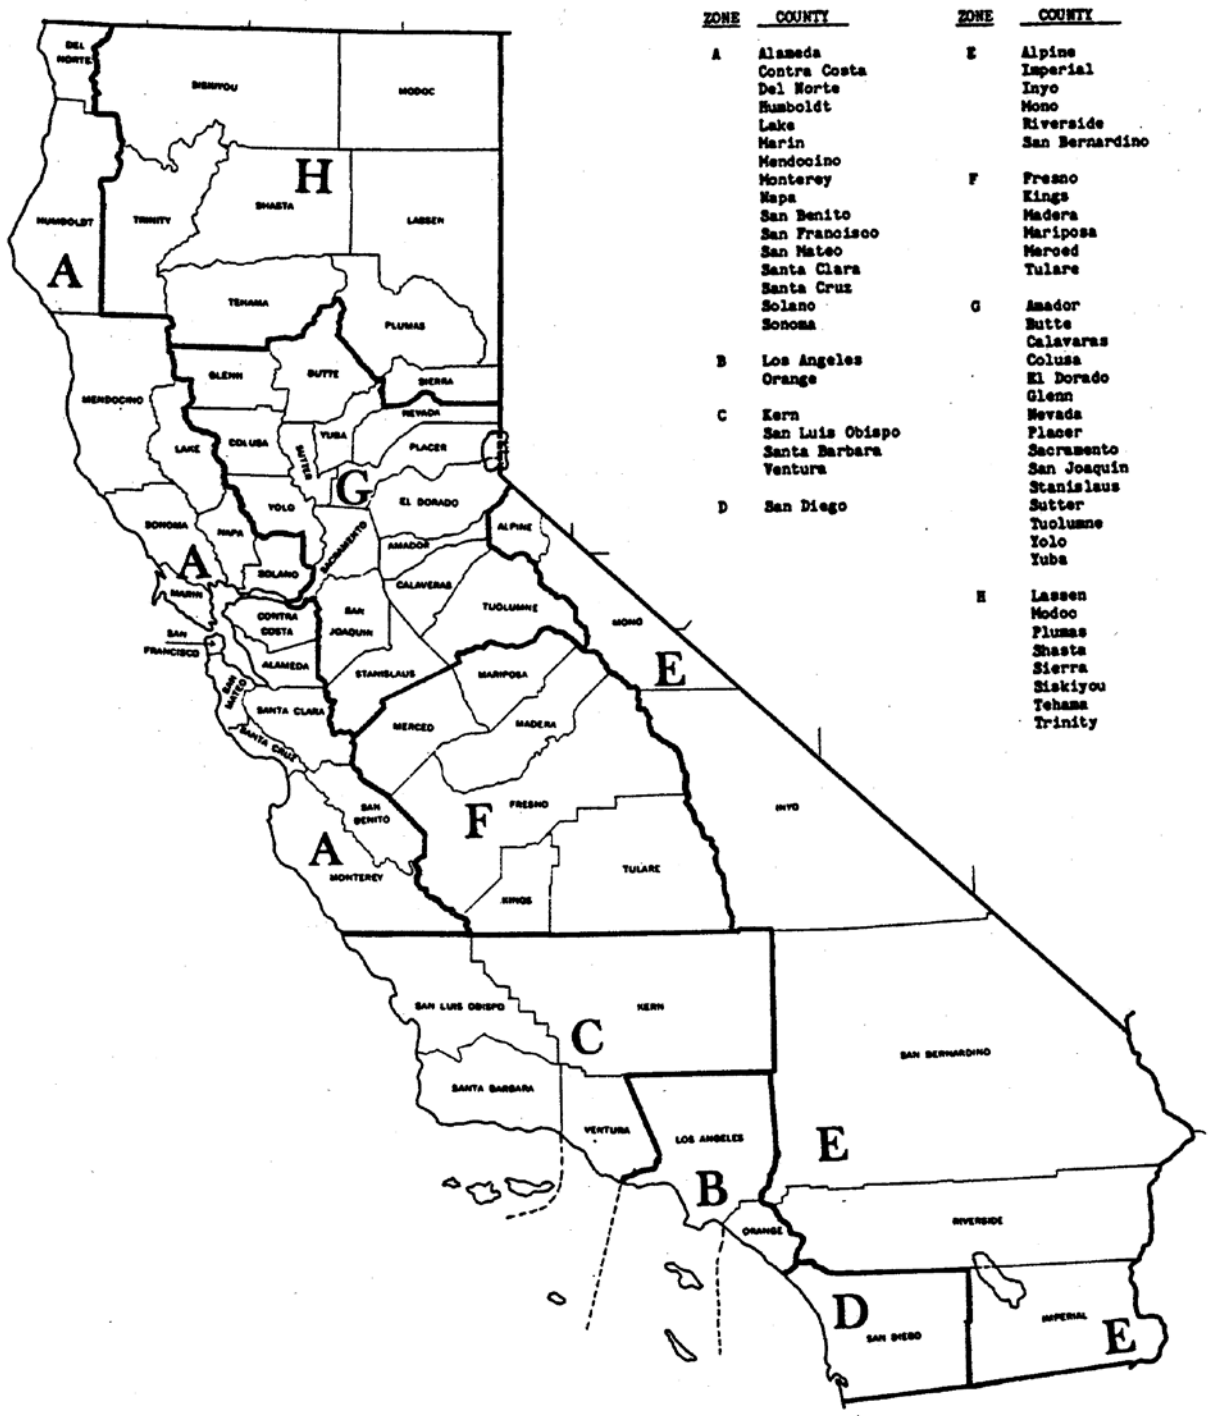 ZONE COUNTY ZONE COUNTY
A Alameda E Alpine
Contra Costa Imperial
Del Norte Inyo
Humboldt Mono
Lake Riverside
Marin San Bernardino
Mendocino
Monterey F Fresno
Napa Kings
San Benito Madera
San Francisco Mariposa
San Mateo Merced
Santa Clara Tulare
Santa Cruz
Solano G Amador
Sonoma Butte
Calavaras
B Los Angeles Colusa
Orange El Dorado
Glenn
C Kern Nevada
San Luis Obispo Placer
Santa Barbara Sacramento
Ventura San Joaquin
Stanislaus
D San Diego Sutter
Tuolumne
Yolo
Yuba
H Lassen
Modoc
Plumas
Shasta
Sierra
Siskiyou
Tehama
Trinity
DEL
NORTE
SISKIYOU
MODOC
H
HUMBOLDT
TRINITY
SHASTA
LASSEN
A
TEHAMA
PLUMAS
GLENN
BUTTE
SIERRA
MENDOCINO
NEVADA
LAKE
COLUSA
SUTTER
YUBA
PLACER
G
YOLO
EL DORADO
SONOMA
NAPA
SACRAMENTO
ALPINE
AMADOR
A
SOLANO
CALAVERAS
MARIN
CONTRA
COSTA
SAN
JOAQUIN
TUOLUMNE
MONO
SAN
FRANCISCO
ALAMEDA
STANISLAUS
MARIPOSA
E
SAN
MATEO
SANTA CLARA
MERCED
MADERA
SANTA CRUZ
SAN
BENITO
FRESNO
INYO
F
A
MONTEREY
TULARE
KINGS
SAN LUIS OBISPO
KERN
C
SAN BERNARDINO
SANTA BARBARA
VENTURA
LOS ANGELES
E
B
ORANGE
RIVERSIDE
D
SAN DIEGO
IMPERIAL
E